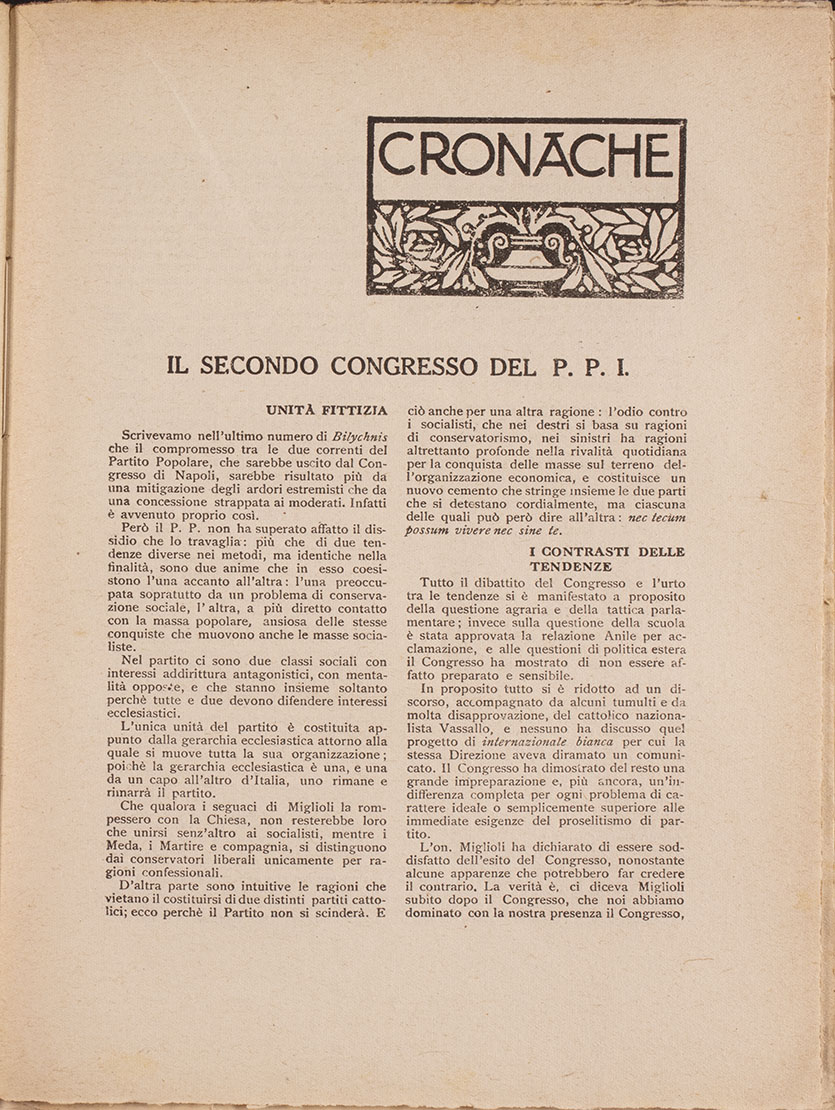 CRONACHE
IL SECONDO CONGRESSO DEL P. P. I.
UNITÀ FITTIZIA
Scrivevamo nell'ultimo numero di Bilychnis
che il compromesso tra le due correnti del
Partito Popolare, che sarebbe uscito dal Con-
gresso di Napoli, sarebbe risultato più da
una mitigazione degli ardori estremisti che da
una concessione strappata ai moderati. Infatti
è avvenuto proprio così.
Però il P. P. non ha superato affatto il dis-
sidio che lo travaglia: più che di due ten-
denze diverse nei metodi, ma identiche nella
finalità, sono due anime che in esso coesi-
stono l'una accanto all'altra: l'una preoccu-
pata sopratutto da un problema di conserva-
zione sociale, l'altra, a più diretto contatto
con la massa popolare, ansiosa delle stesse
conquiste che muovono anche le masse socia-
liste.
Nel partito ci sono due classi sociali con
interessi addirittura antagonistici, con menta-
lità opposte, e che stanno insieme soltanto
perchè tutte e due devono difendere interessi
ecclesiastici.
L'unica unità del partito è costituita ap-
punto dalla gerarchia ecclesiastica attorno alla
quale si muove tutta la sua organizzazione;
poichè la gerarchia ecclesiastica è una, e una
da un capo all'altro d'Italia, uno rimane e
rimarrà il partito.
Che qualora i seguaci di Miglioli la rom-
pessero con la Chiesa, non resterebbe loro
che unirsi senz'altro ai socialisti, mentre i
Meda, i Martire e compagnia, si distinguono
dai conservatori liberali unicamente per ra-
gioni confessionali.
D'altra parte sono intuitive le ragioni che
vietano il costituirsi di due distinti partiti catto-
lici; ecco perchè il Partito non si scinderà. E
ciò anche per una altra ragione: l'odio contro
i socialisti, che nei destri si basa su ragioni
di conservatorismo, nei sinistri ha ragioni
altrettanto profonde nella rivalità quotidiana
per la conquista delle masse sul terreno del-
l'organizzazione economica, e costituisce un
nuovo cemento che stringe insieme le due parti
che si detestano cordialmente, ma ciascuna
delle quali può però dire all'altra: nec tecum
possum vivere nec sine te.
I CONTRASTI DELLE
TENDENZE
Tutto il dibattito del Congresso e l'urto
tra le tendenze si è manifestato a proposito
della questione agraria e della tattica parla-
mentare; invece sulla questione della scuola
è stata approvata la relazione Anile per ac-
clamazione, e alle questioni di politica estera
il Congresso ha mostrato di non essere af-
fatto preparato e sensibile.
In proposito tutto si è ridotto ad un di-
scorso, accompagnato da alcuni tumulti e da
molta disapprovazione, del cattolico naziona-
lista Vassallo, e nessuno ha discusso quel
progetto di internazionale bianca per cui la
stessa Direzione aveva diramato un comuni-
cato. Il Congresso ha dimostrato del resto una
grande impreparazione e, più ancora, un'in-
differenza completa per ogni problema di ca-
rattere ideale o semplicemente superiore alle
immediate esigenze del proselitismo di par-
tito.
L'on. Miglioli ha dichiarato di essere sod-
disfatto dell'esito del Congresso, nonostante
alcune apparenze che potrebbero far credere
il contrario. La verità è, ci diceva Miglioli
subito dopo il Congresso, che noi abbiamo
dominato con la nostra presenza il Congresso,